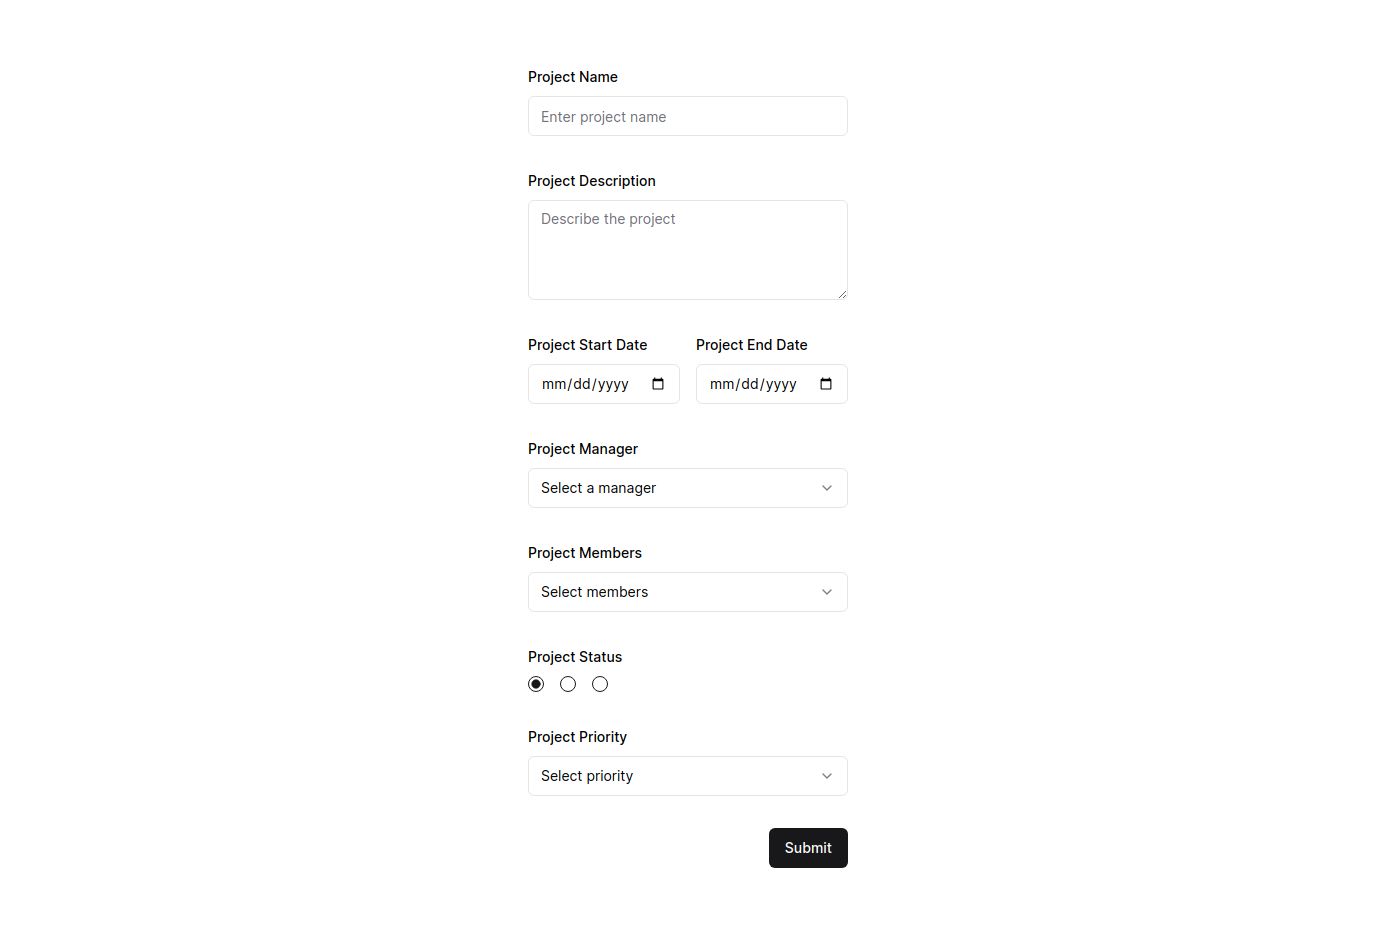 Project Name
Enter project name
Project Description
Describe the project
Project Start Date
Project End Date
mm/dd/yyyy
mm/dd/yyyy
Project Manager
Select a manager
Project Members
Select members
Project Status
Project Priority
Select priority
Submit